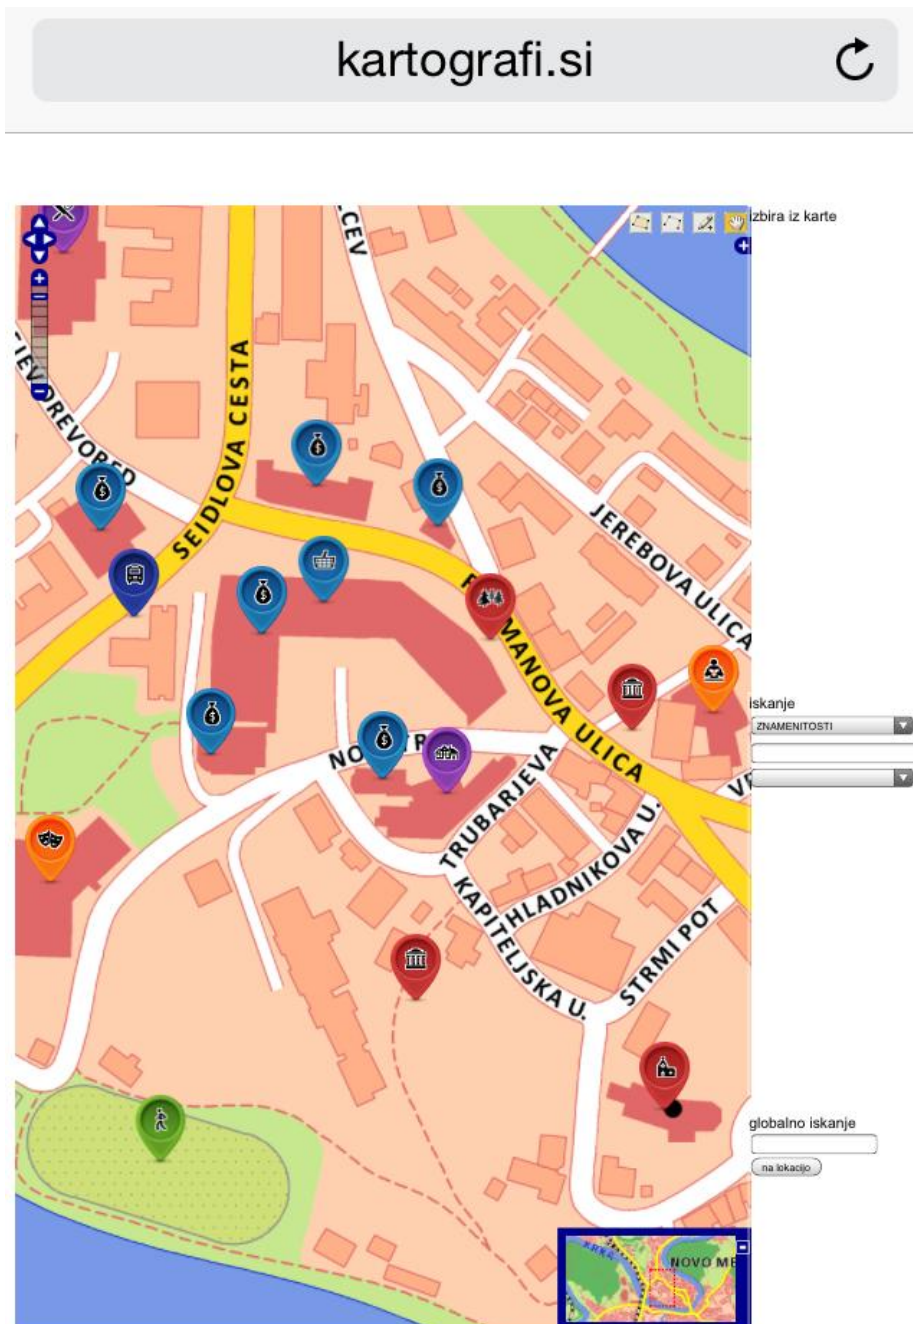 kartografi.si
izbira iz karte
SEIDLOVA CESTA
JEREBOVA ULICA
MANOVA ULICA
iskanje
ZNAMENITOSTI
TRUBARJEVA
HLADNIKOVA U.
KAPITELJSKA U.
STRMI POT
globalno iskanje
na lokacijo
KRKA
NOVO ME